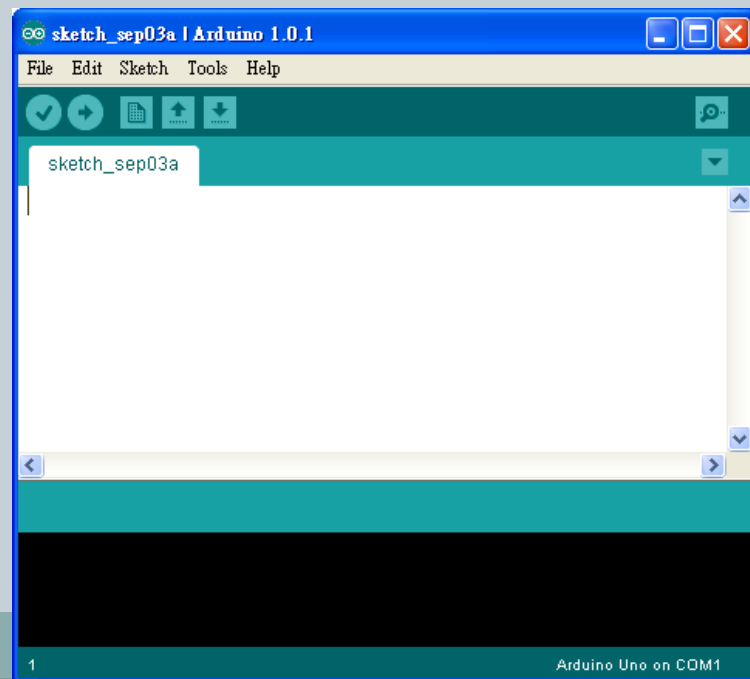 sketch_sep03a | Arduino 1.0.1
File Edit Sketch Tools Help
sketch_sep03a
1 Arduino Uno on COM1